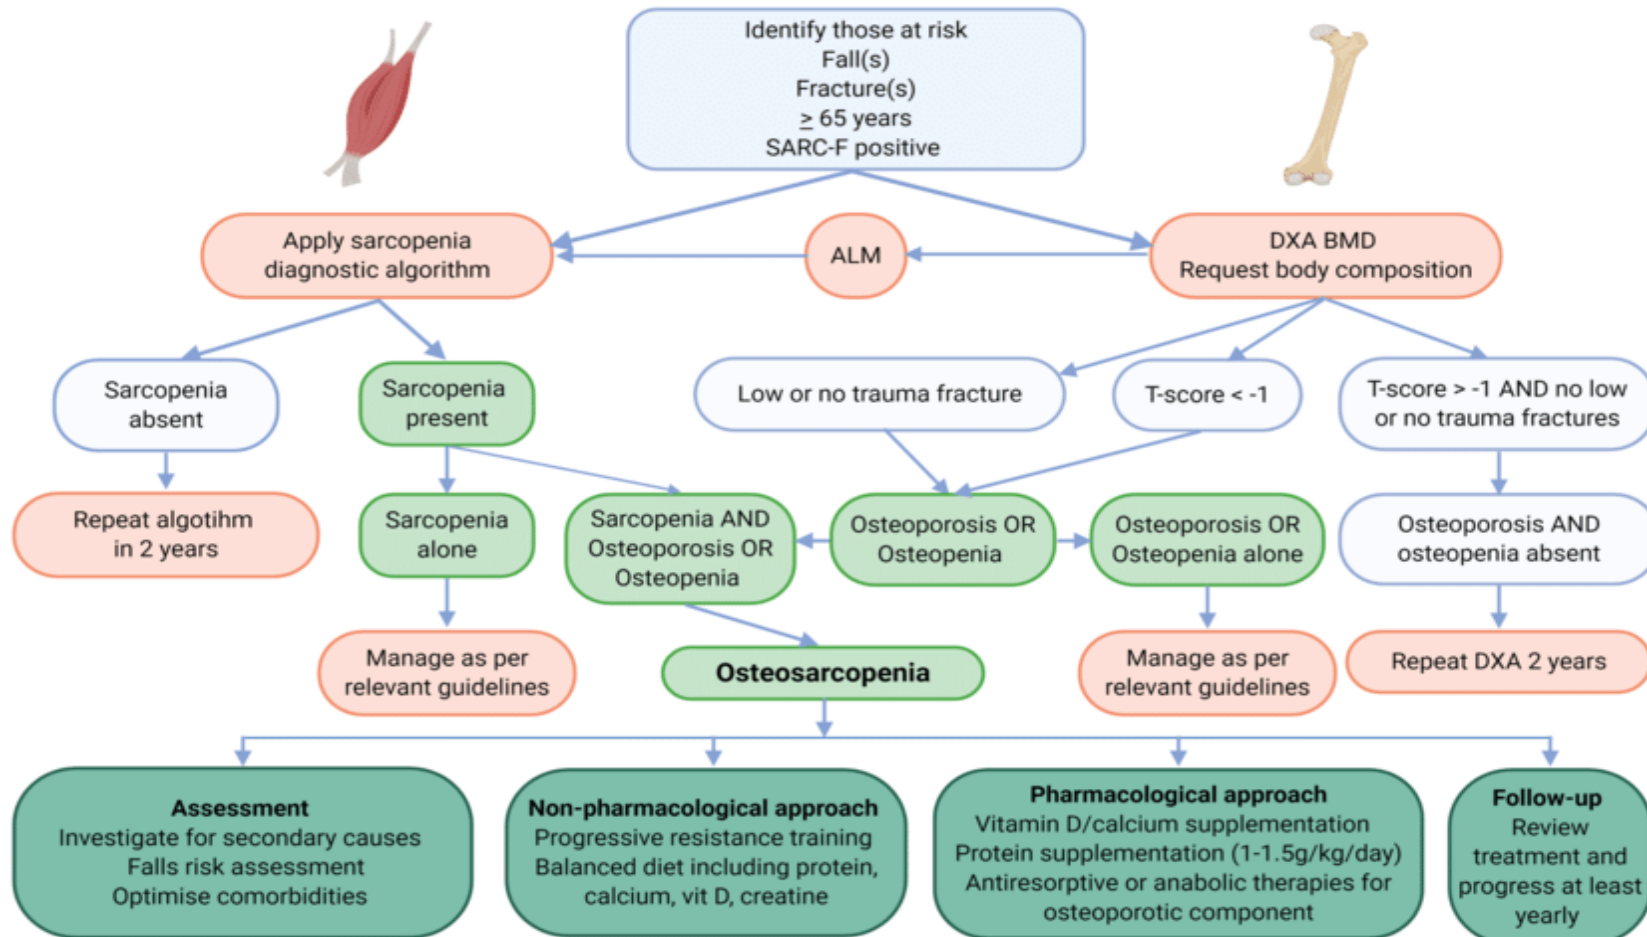 Identify those at risk
Fall(s)
Fracture(s)
≥ 65 years
SARC-F positive
Apply sarcopenia
diagnostic algorithm
ALM
DXA BMD
Request body composition
Sarcopenia
absent
Sarcopenia
present
Low or no trauma fracture
T-score < -1
T-score > -1 AND no low
or no trauma fractures
Repeat algotihm
in 2 years
Sarcopenia
alone
Sarcopenia AND
Osteoporosis OR
Osteopenia
Osteoporosis OR
Osteopenia
Osteoporosis OR
Osteopenia alone
Osteoporosis AND
osteopenia absent
Manage as per
relevant guidelines
Osteosarcopenia
Manage as per
relevant guidelines
Repeat DXA 2 years
Assessment
Investigate for secondary causes
Falls risk assessment
Optimise comorbidities
Non-pharmacological approach
Progressive resistance training
Balanced diet including protein,
calcium, vit D, creatine
Pharmacological approach
Vitamin D/calcium supplementation
Protein supplementation (1-1.5g/kg/day)
Antiresorptive or anabolic therapies for
osteoporotic component
Follow-up
Review
treatment and
progress at least
yearly